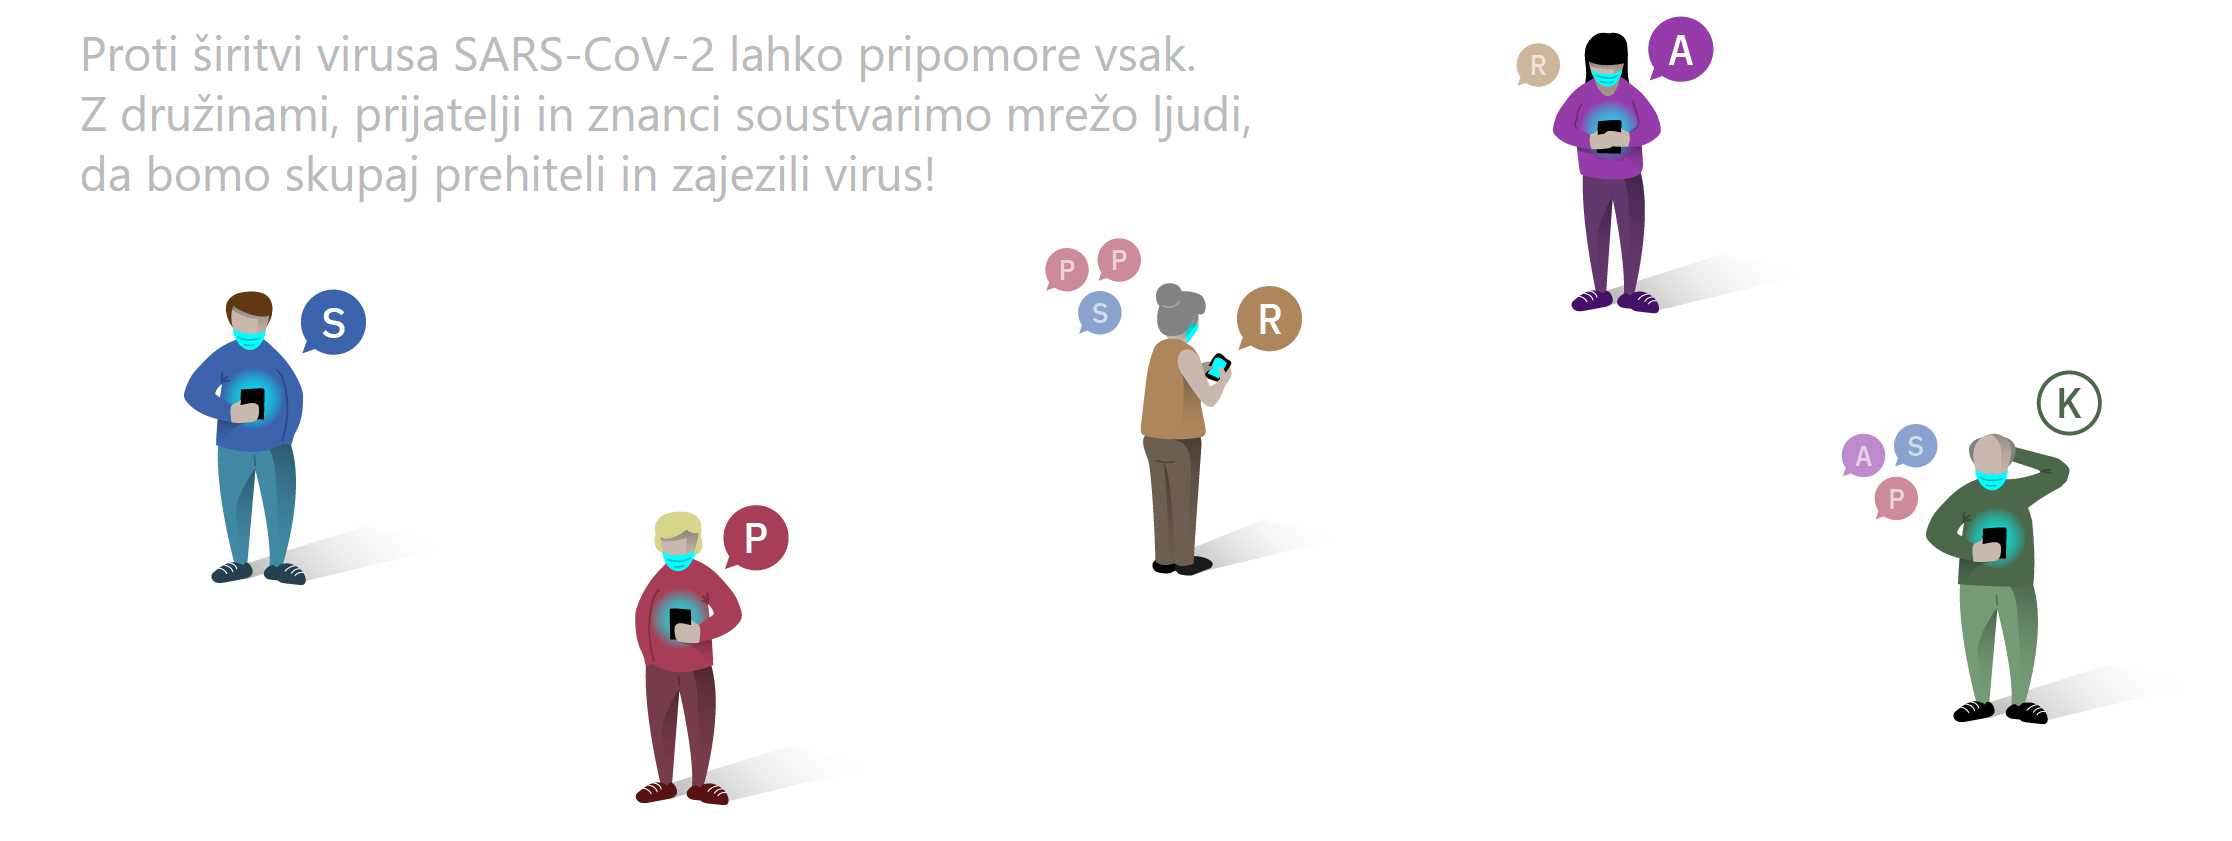 Proti širitvi virusa SARS-CoV-2 lahko pripomore vsak.
Z družinami, prijatelji in znanci soustvarimo mrežo ljudi,
da bomo skupaj prehiteli in zajezili virus!
R
A
P
P
S
R
S
P
K
A
S
P